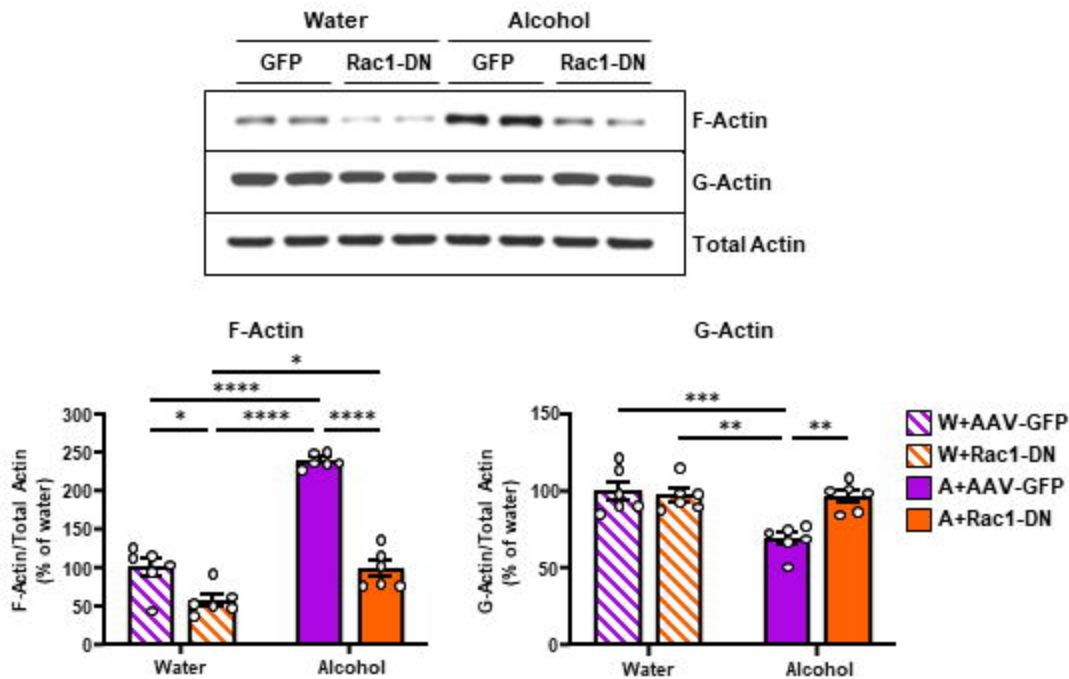 Water Alcohol
GFP Rac1-DN GFP Rac1-DN
F-Actin
G-Actin
Total Actin
F-Actin
*
****
* **** ****
300
250
200
150
100
50
0
F-Actin/Total Actin
(% of water)
Water Alcohol
G-Actin
***
** **
150
100
50
0
G-Actin/Total Actin
(% of water)
Water Alcohol
W+AAV-GFP
W+Rac1-DN
A+AAV-GFP
A+Rac1-DN